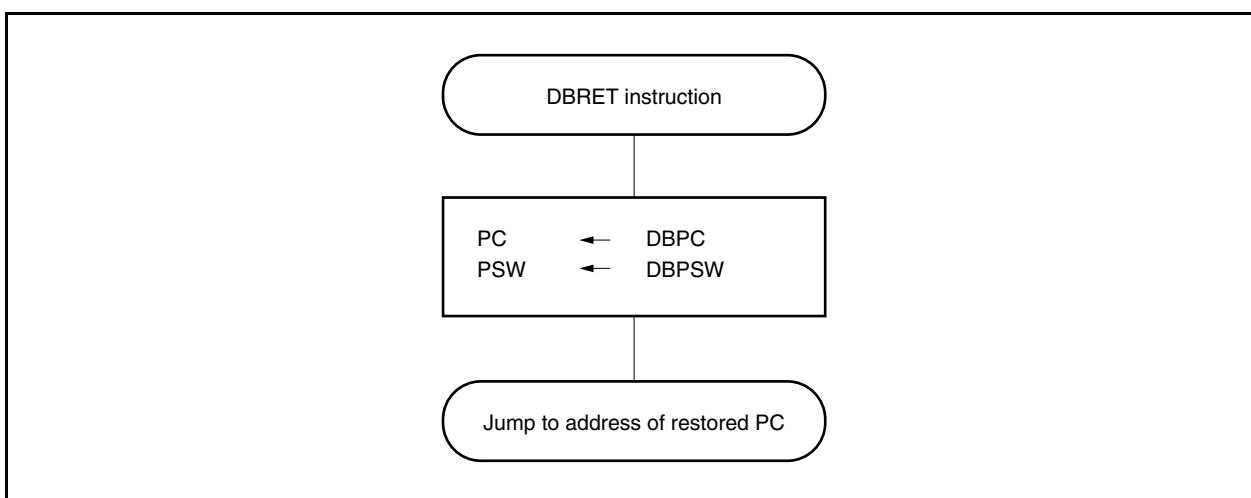 DBRET instruction
PC ← DBPC
PSW ← DBPSW
Jump to address of restored PC